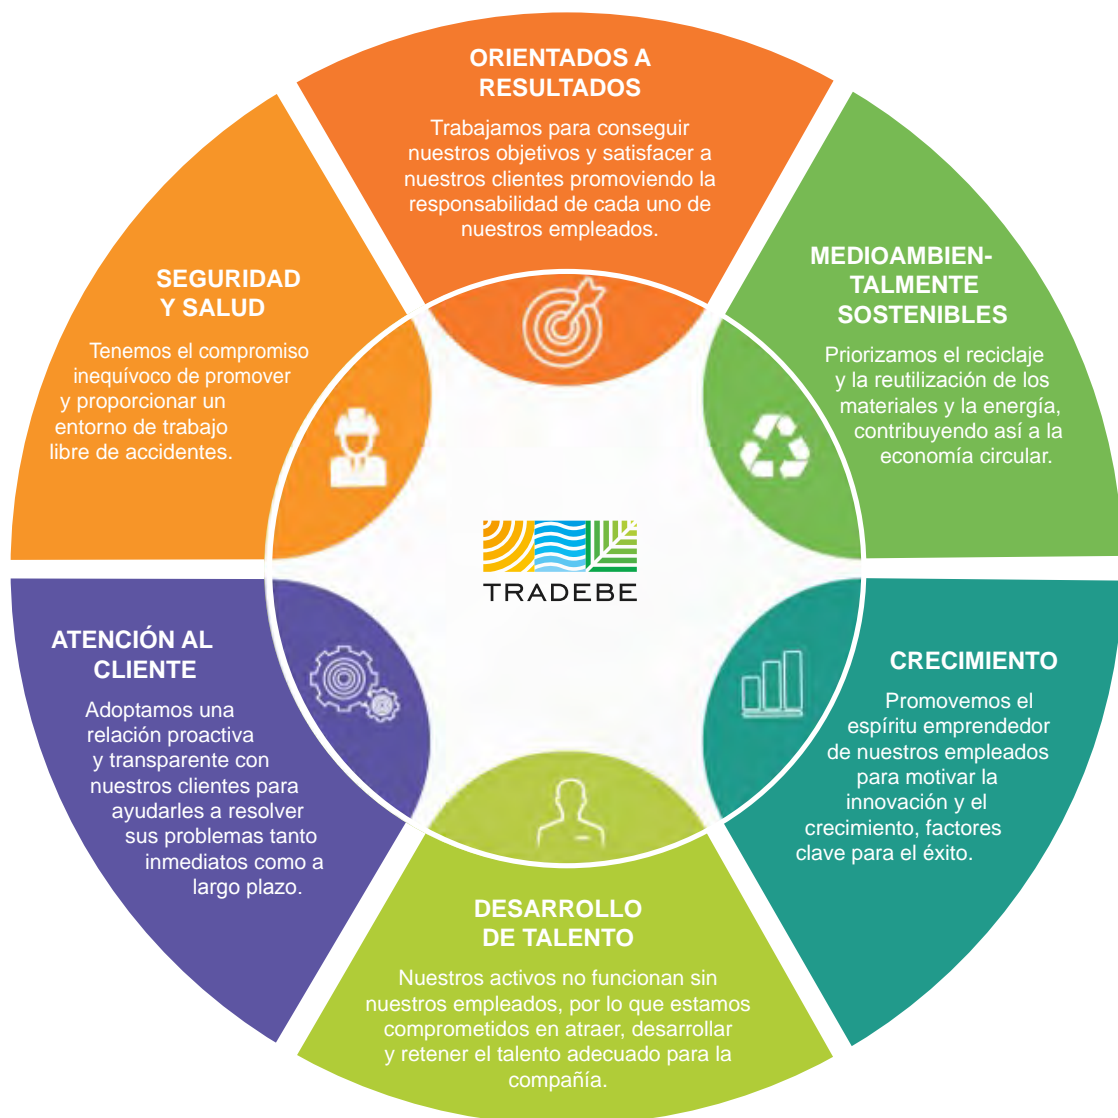 ORIENTADOS A
RESULTADOS
Trabajamos para conseguir
nuestros objetivos y satisfacer a
nuestros clientes promoviendo la
responsabilidad de cada uno de
nuestros empleados.
MEDIOAMBIEN-
TALMENTE
SOSTENIBLES
Priorizamos el reciclaje
y la reutilización de los
materiales y la energía,
contribuyendo así a la
economía circular.
CRECIMIENTO
Promovemos el
espíritu emprendedor
de nuestros empleados
para motivar la
innovación y el
crecimiento, factores
clave para el éxito.
DESARROLLO
DE TALENTO
Nuestros activos no funcionan sin
nuestros empleados, por lo que estamos
comprometidos en atraer, desarrollar
y retener el talento adecuado para la
compañía.
ATENCIÓN AL
CLIENTE
Adoptamos una
relación proactiva
y transparente con
nuestros clientes para
ayudarles a resolver
sus problemas tanto
inmediatos como a
largo plazo.
SEGURIDAD
Y SALUD
Tenemos el compromiso
inequívoco de promover
y proporcionar un
entorno de trabajo
libre de accidentes.
TRADEBE